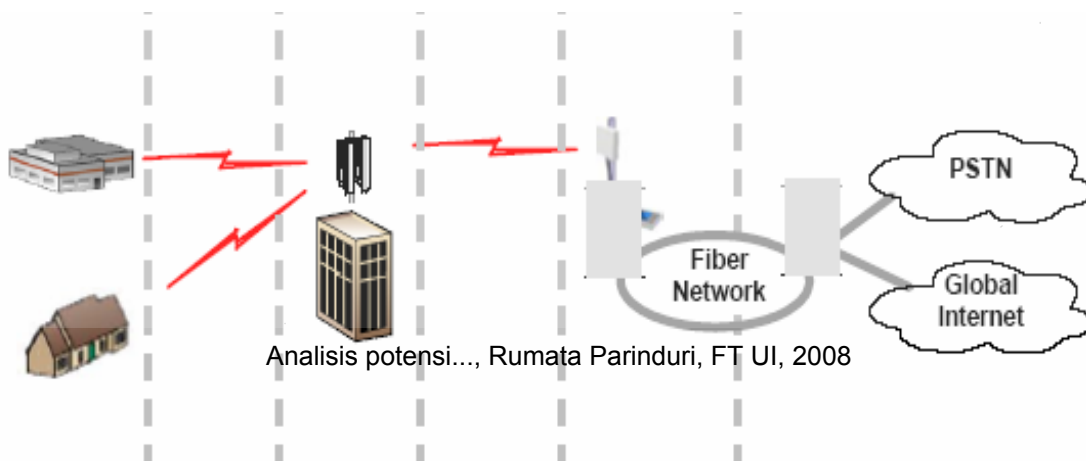 PSTN
Fiber
Network
Global
Internet
Analisis potensi..., Rumata Parinduri, FT UI, 2008